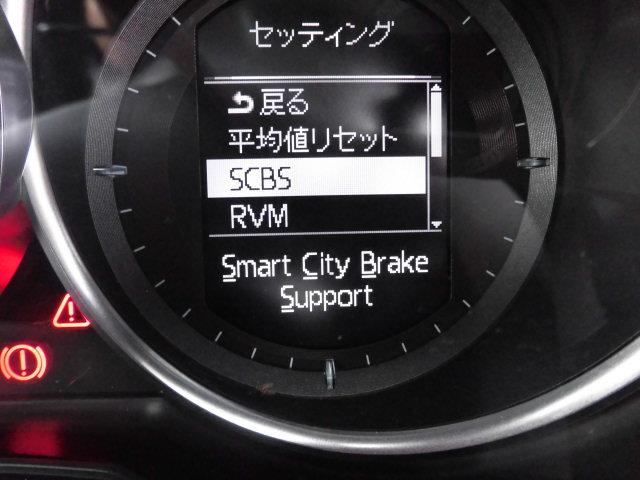 セッティング
戻る
平均値リセット
SCBS
RVM
Smart City Brake
Support